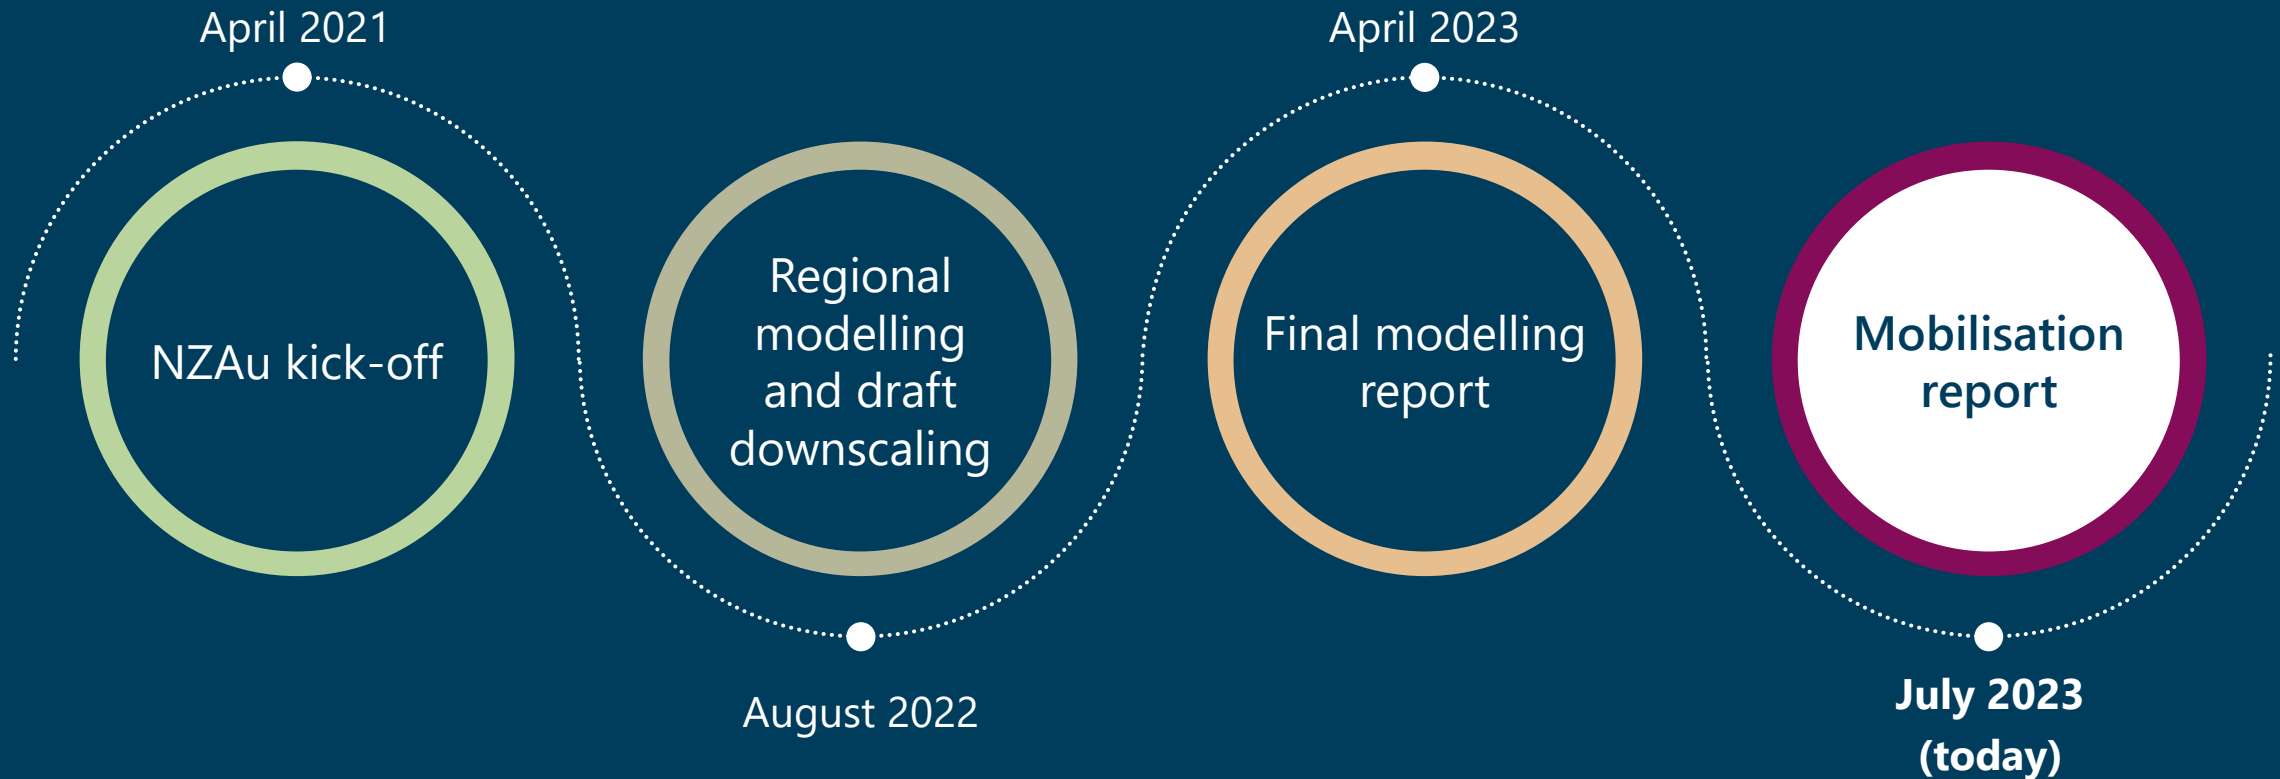 April 2021
NZAu kick-off
Regional
modelling
and draft
downscaling
August 2022
April 2023
Final modelling
report
Mobilisation
report
July 2023
(today)